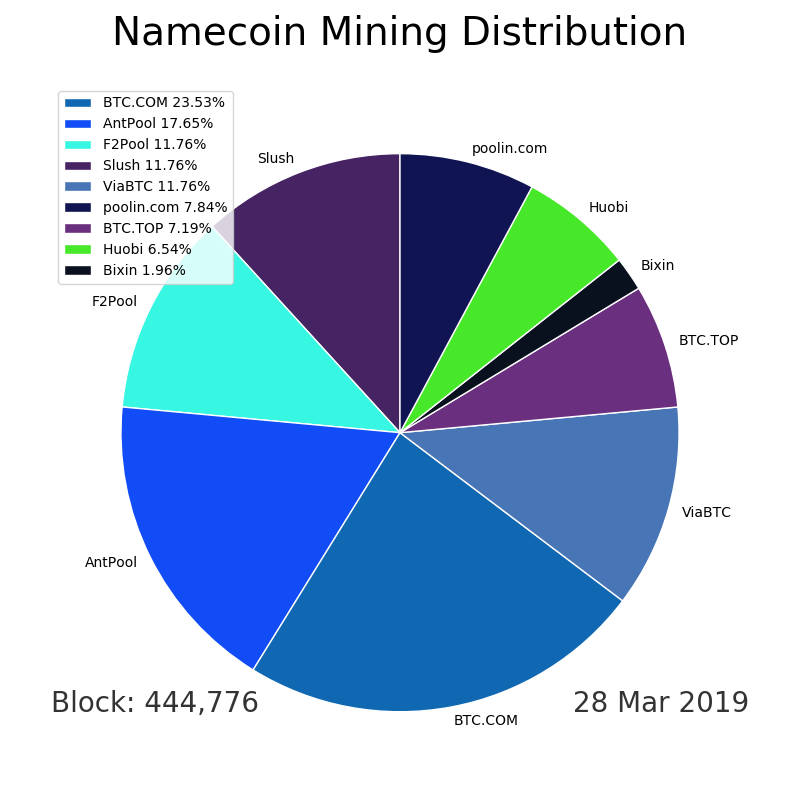 Namecoin Mining Distribution
BTC.COM 23.53%
AntPool 17.65%
F2Pool 11.76%
Slush 11.76%
ViaBTC 11.76%
poolin.com 7.84%
BTC.TOP 7.19%
Huobi 6.54%
Bixin 1.96%
Slush
poolin.com
Huobi
Bixin
F2Pool
BTC.TOP
ViaBTC
AntPool
BTC.COM
Block: 444,776
28 Mar 2019